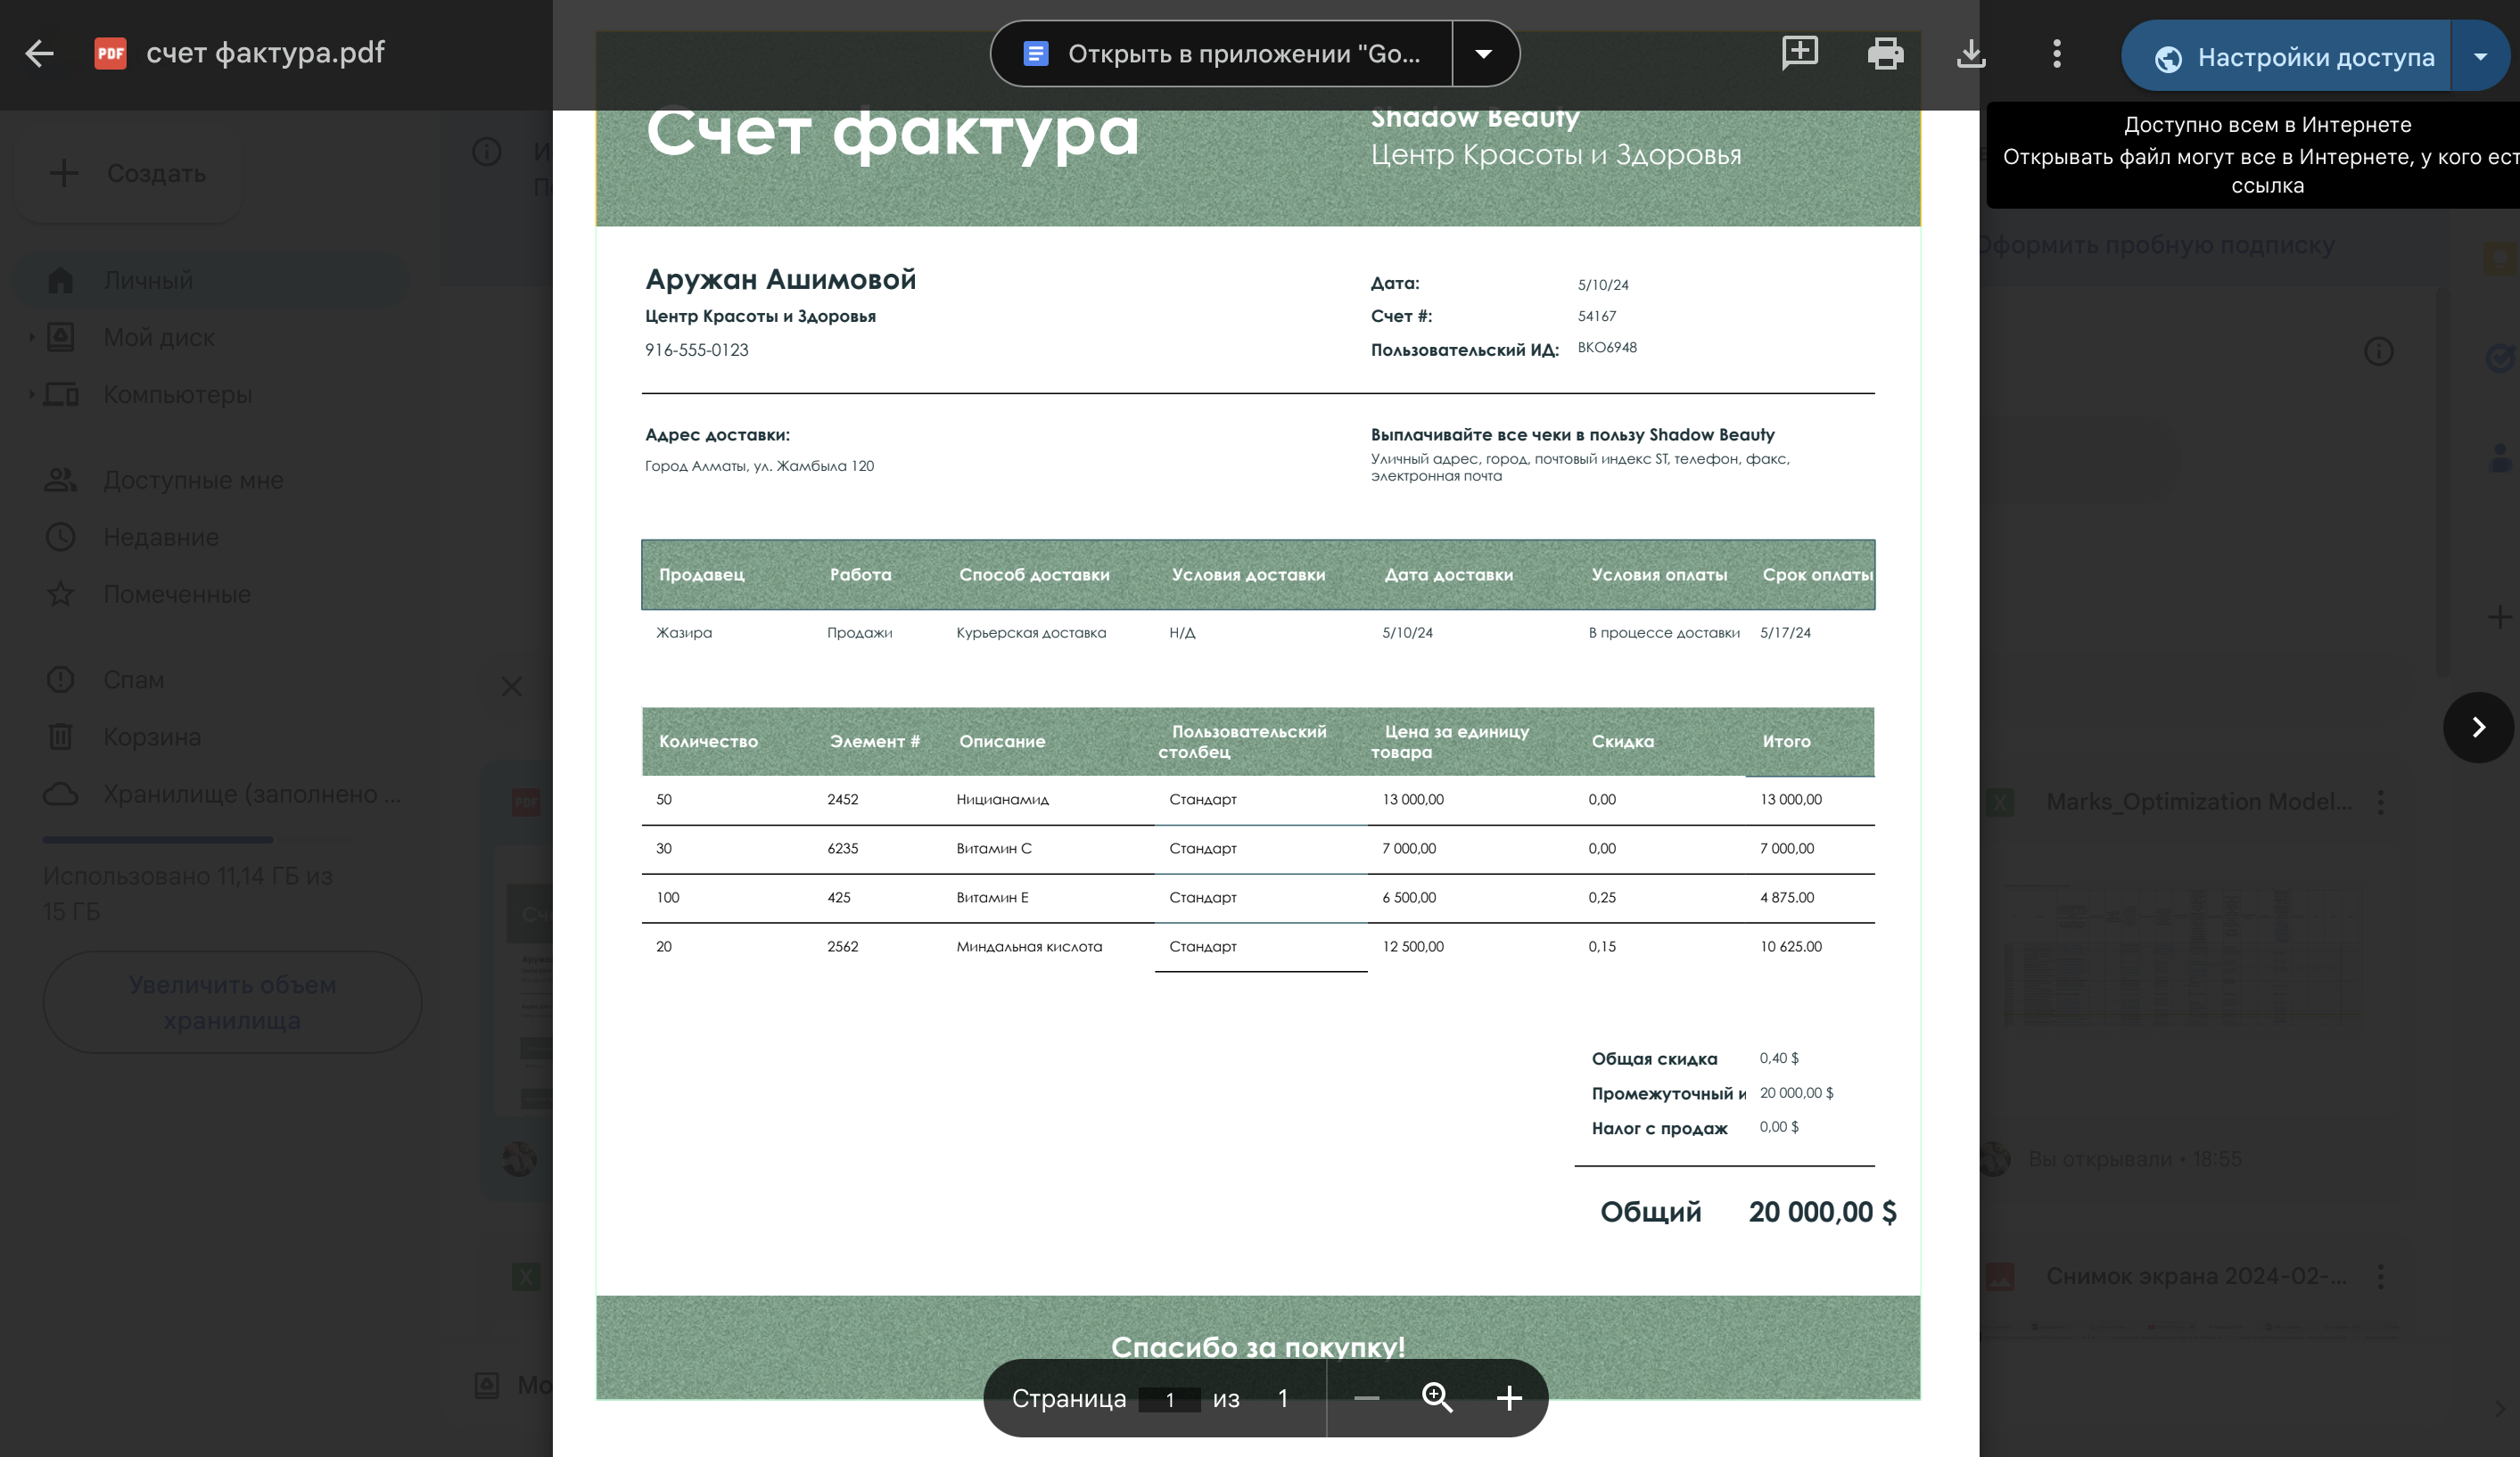 счет фактура.pdf
Открыть в приложении "Go...
Настройки доступа
Доступно всем в Интернете
Открывать файл могут все в Интернете, у кого ест
ссылка
Счет фактура
Shadow Beauty
Центр Красоты и Здоровья
Создать
Личный
Мой диск
Компьютеры
Доступные мне
Недавние
Помеченные
Спам
Корзина
Хранилище (заполнено ...
Использовано 11,14 ГБ из
15 ГБ
Увеличить объем
хранилища
Оформить пробную подписку
Аружан Ашимовой
Центр Красоты и Здоровья
916-555-0123
Дата: 5/10/24
Счет #: 54167
Пользовательский ИД: BKO6948
Адрес доставки:
Город Алматы, ул. Жамбыла 120
Выплачивайте все чеки в пользу Shadow Beauty
Уличный адрес, город, почтовый индекс ST, телефон, факс,
электронная почта
Продавец Работа Способ доставки Условия доставки Дата доставки Условия оплаты Срок оплаты
Жазира Продажи Курьерская доставка Н/Д 5/10/24 В процессе доставки 5/17/24
Количество Элемент # Описание Пользовательский столбец Цена за единицу товара Скидка Итого
50 2452 Ницианамид Стандарт 13 000,00 0,00 13 000,00
30 6235 Витамин С Стандарт 7 000,00 0,00 7 000,00
100 425 Витамин Е Стандарт 6 500,00 0,25 4 875.00
20 2562 Миндальная кислота Стандарт 12 500,00 0,15 10 625.00
Общая скидка 0,40 $
Промежуточный и 20 000,00 $
Налог с продаж 0,00 $
Общий 20 000,00 $
Спасибо за покупку!
Страница 1 из 1
Marks_Optimization Model...
Вы открывали • 18:55
Снимок экрана 2024-02-...